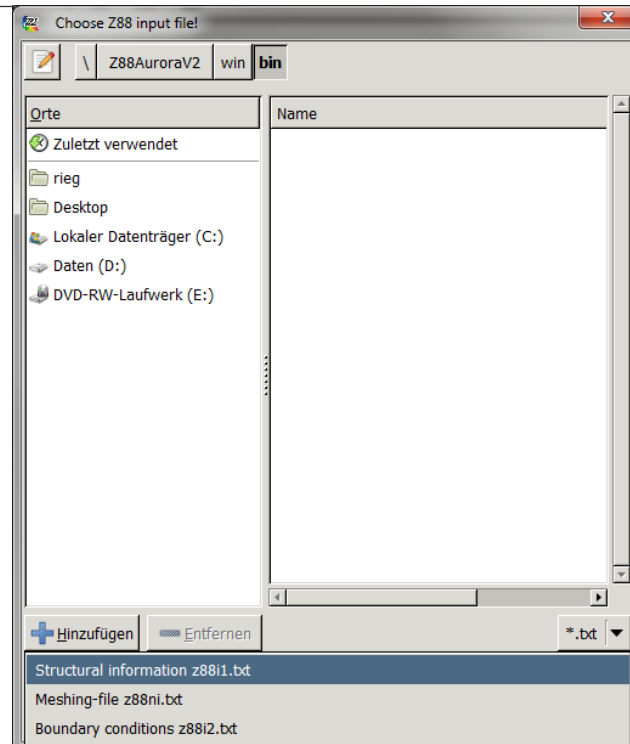 Choose Z88 input file!
\ Z88AuroraV2 win bin
Orte
Name
Zuletzt verwendet
rieg
Desktop
Lokaler Datenträger (C:)
Daten (D:)
DVD-RW-Laufwerk (E:)
Hinzufügen Entfernen *.txt
Structural information z88i1.txt
Meshing-file z88ni.txt
Boundary conditions z88i2.txt